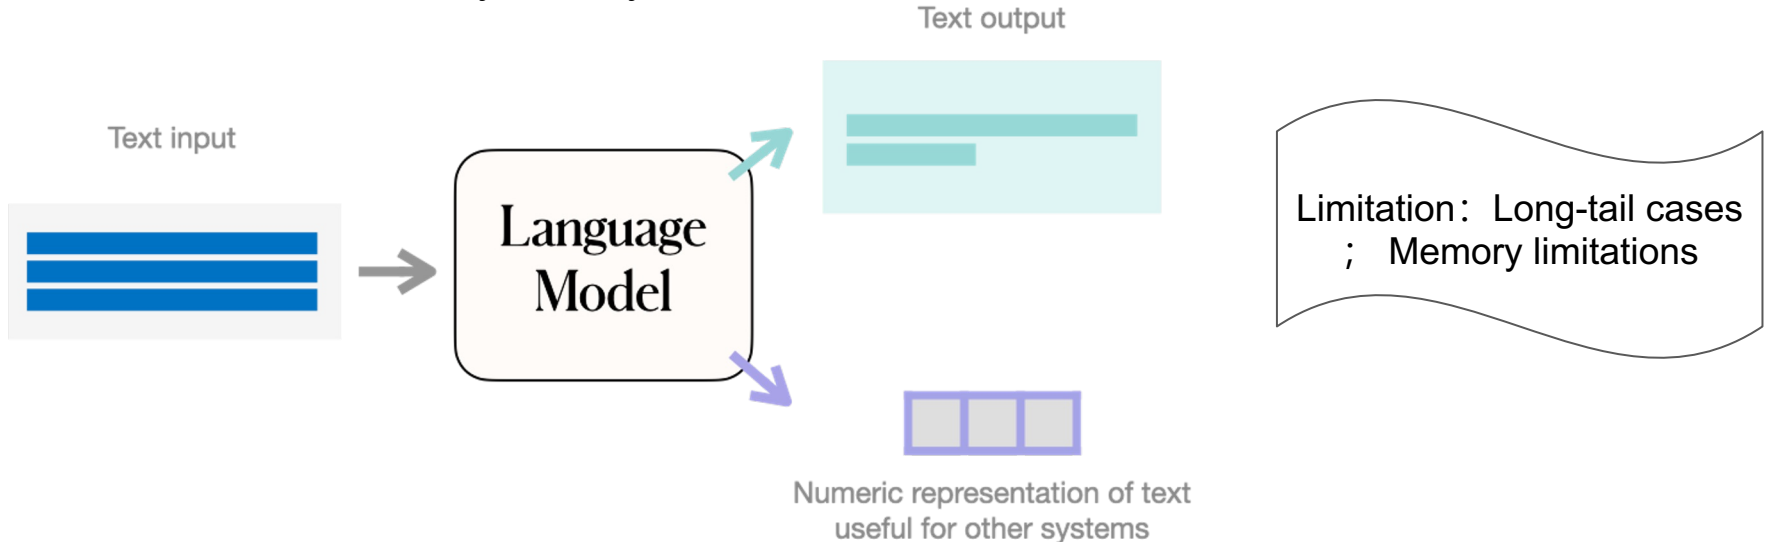 Text output
Text input
Language
Model
Limitation：Long-tail cases
； Memory limitations
Numeric representation of text
useful for other systems